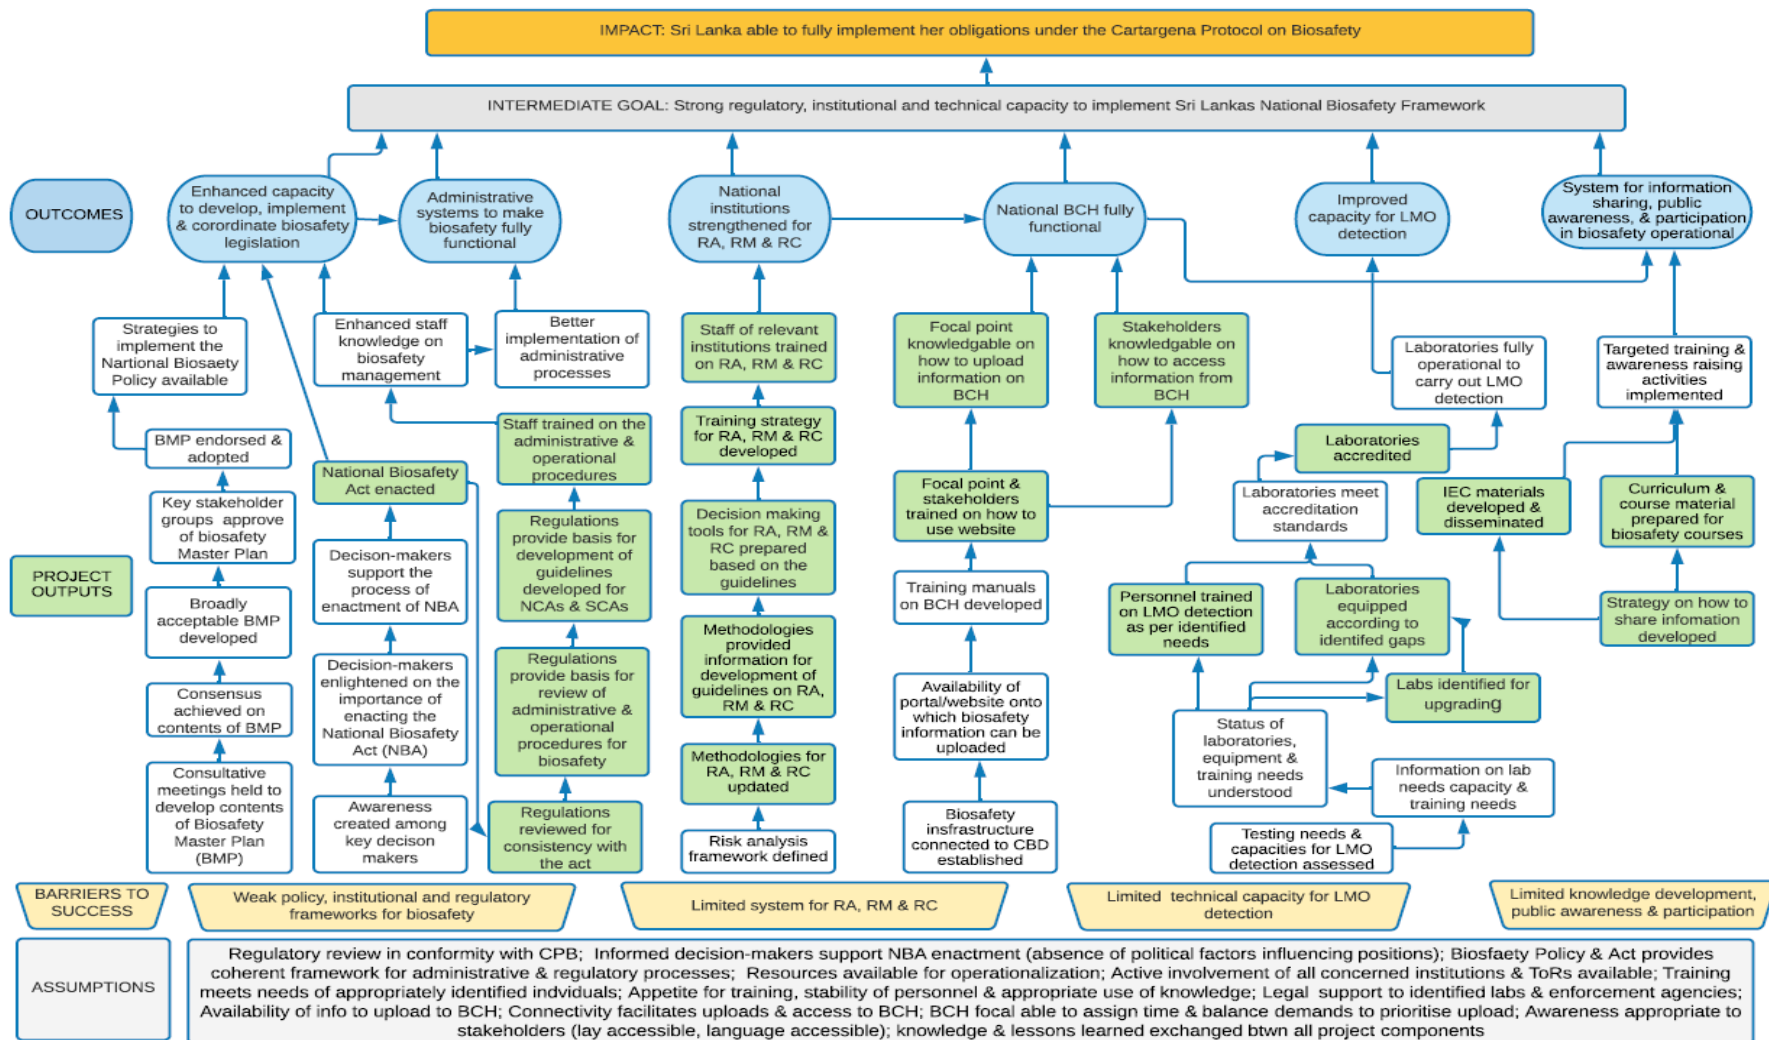 IMPACT: Sri Lanka able to fully implement her obligations under the Cartargena Protocol on Biosafety
INTERMEDIATE GOAL: Strong regulatory, institutional and technical capacity to implement Sri Lankas National Biosafety Framework
OUTCOMES
Enhanced capacity
to develop, implement
& corordinate biosafety
legislation
Administrative
systems to make
biosafety fully
functional
National
institutions
strengthened for
RA, RM & RC
National BCH fully
functional
Improved
capacity for LMO
detection
System for information
sharing, public
awareness, & participation
in biosafety operational
Strategies to
implement the
Nartional Biosaety
Policy available
Enhanced staff
knowledge on
biosafety
management
Better
implementation of
administrative
processes
Staff of relevant
institutions trained
on RA, RM & RC
Focal point
knowledgable on
how to upload
information on
BCH
Stakeholders
knowledgable on
how to access
information from
BCH
Laboratories fully
operational to
carry out LMO
detection
Targeted training &
awareness raising
activities
implemented
BMP endorsed &
adopted
National Biosafety
Act enacted
Staff trained on the
administrative &
operational
procedures
Training strategy
for RA, RM & RC
developed
Laboratories
accredited
Key stakeholder
groups approve
of biosafety
Master Plan
Decison-makers
support the
process of
enactment of NBA
Regulations
provide basis for
development of
guidelines
developed for
NCAs & SCAs
Decision making
tools for RA, RM &
RC prepared
based on the
guidelines
Focal point &
stakeholders
trained on how to
use website
Laboratories meet
accreditation
standards
IEC materials
developed &
disseminated
Curriculum &
course material
prepared for
biosafety courses
PROJECT
OUTPUTS
Broadly
acceptable BMP
developed
Training manuals
on BCH developed
Personnel trained
on LMO detection
as per identified
needs
Laboratories
equipped
according to
identifed gaps
Strategy on how to
share infomation
developed
Consensus
achieved on
contents of BMP
Decision-makers
enlightened on the
importance of
enacting the
National Biosafety
Act (NBA)
Regulations
provide basis for
review of
administrative &
operational
procedures for
biosafety
Methodologies
provided
information for
development of
guidelines on RA,
RM & RC
Availability of
portal/website onto
which biosafety
information can be
uploaded
Labs identified for
upgrading
Status of
laboratories,
equipment &
training needs
understood
Information on lab
needs capacity &
training needs
Consultative
meetings held to
develop contents
of Biosafety
Master Plan
(BMP)
Awareness
created among
key decison
makers
Regulations
reviewed for
consistency with
the act
Methodologies for
RA, RM & RC
updated
Risk analysis
framework defined
Biosafety
insfrastructure
connected to CBD
established
Testing needs &
capacities for LMO
detection assessed
BARRIERS TO
SUCCESS
Weak policy, institutional and regulatory
frameworks for biosafety
Limited system for RA, RM & RC
Limited technical capacity for LMO
detection
Limited knowledge development,
public awareness & participation
ASSUMPTIONS
Regulatory review in conformity with CPB; Informed decision-makers support NBA enactment (absence of political factors influencing positions); Biosfaety Policy & Act provides
coherent framework for administrative & regulatory processes; Resources available for operationalization; Active involvement of all concerned institutions & ToRs available; Training
meets needs of appropriately identified indviduals; Appetite for training, stability of personnel & appropriate use of knowledge; Legal support to identified labs & enforcement agencies;
Availability of info to upload to BCH; Connectivity facilitates uploads & access to BCH; BCH focal able to assign time & balance demands to prioritise upload; Awareness appropriate to
stakeholders (lay accessible, language accessible); knowledge & lessons learned exchanged btwn all project components